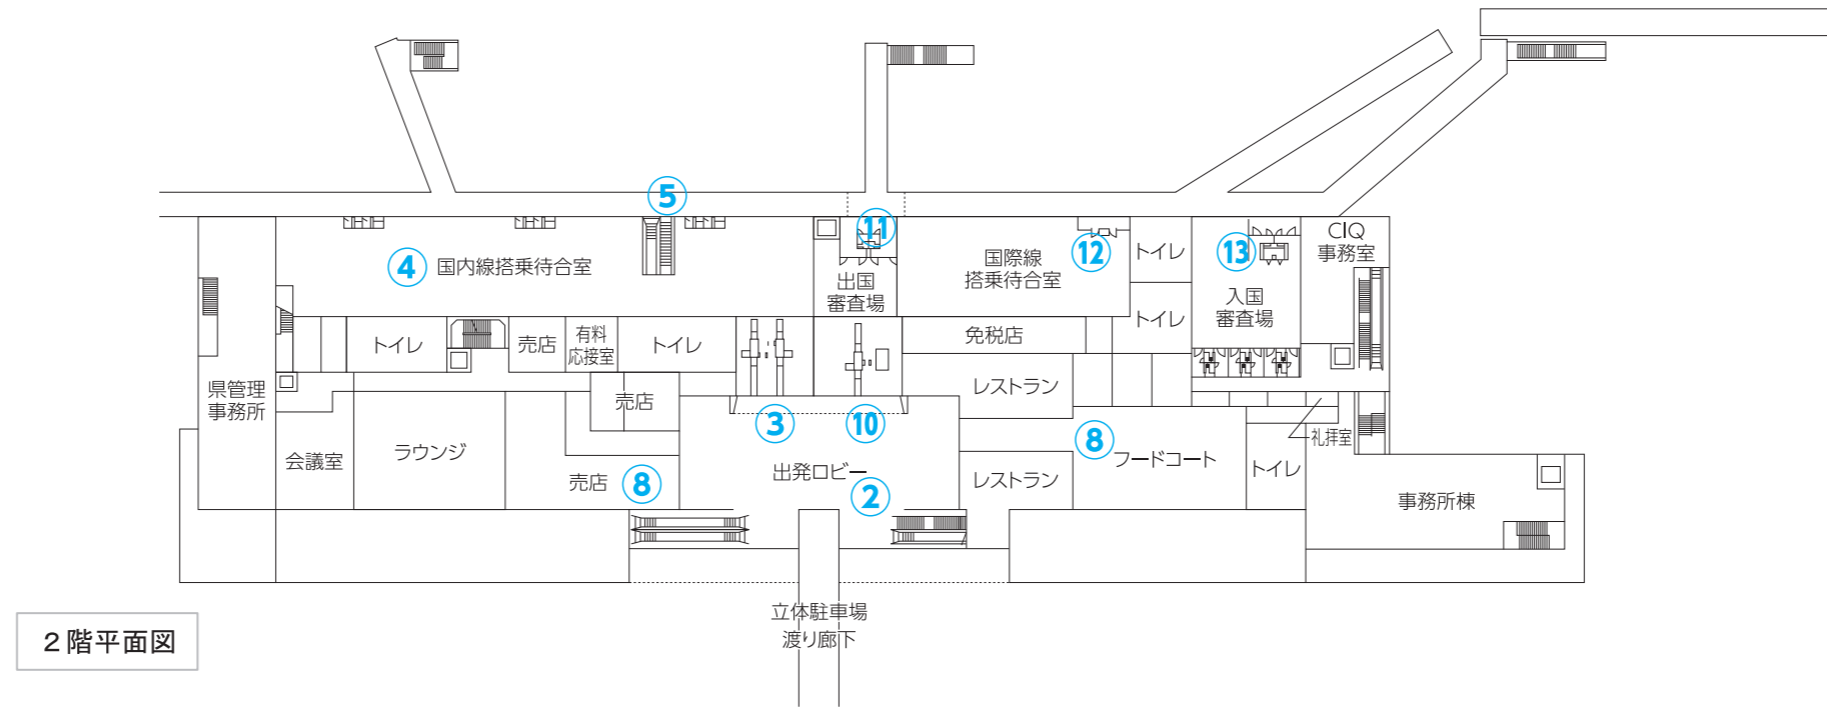 ⑤
⑪
CIQ
事務室
④ 国内線搭乗待合室
出国
審査場
国際線
搭乗待合室
⑫
トイレ
⑬
入国
審査場
トイレ
トイレ
売店
有料
応接室
トイレ
免税店
県管理
事務所
売店
レストラン
③
⑩
礼拝室
会議室
ラウンジ
売店 ⑧
出発ロビー
②
レストラン
⑧
フードコート
トイレ
事務所棟
立体駐車場
渡り廊下
2階平面図